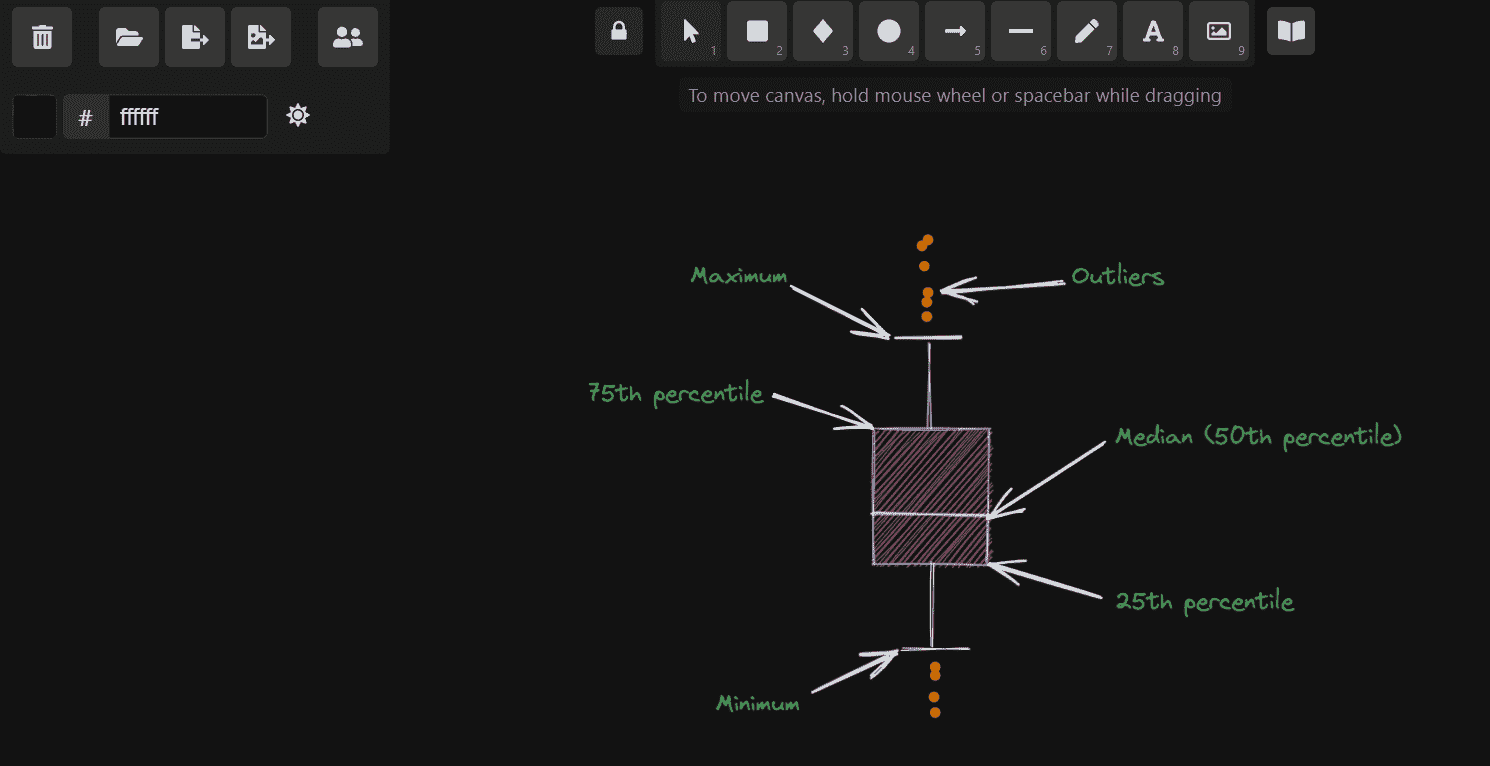 # ffffff
1 2 3 4 5 6 7 A 8 9
To move canvas, hold mouse wheel or spacebar while dragging
Maximum
Outliers
75th percentile
Median (50th percentile)
25th percentile
Minimum